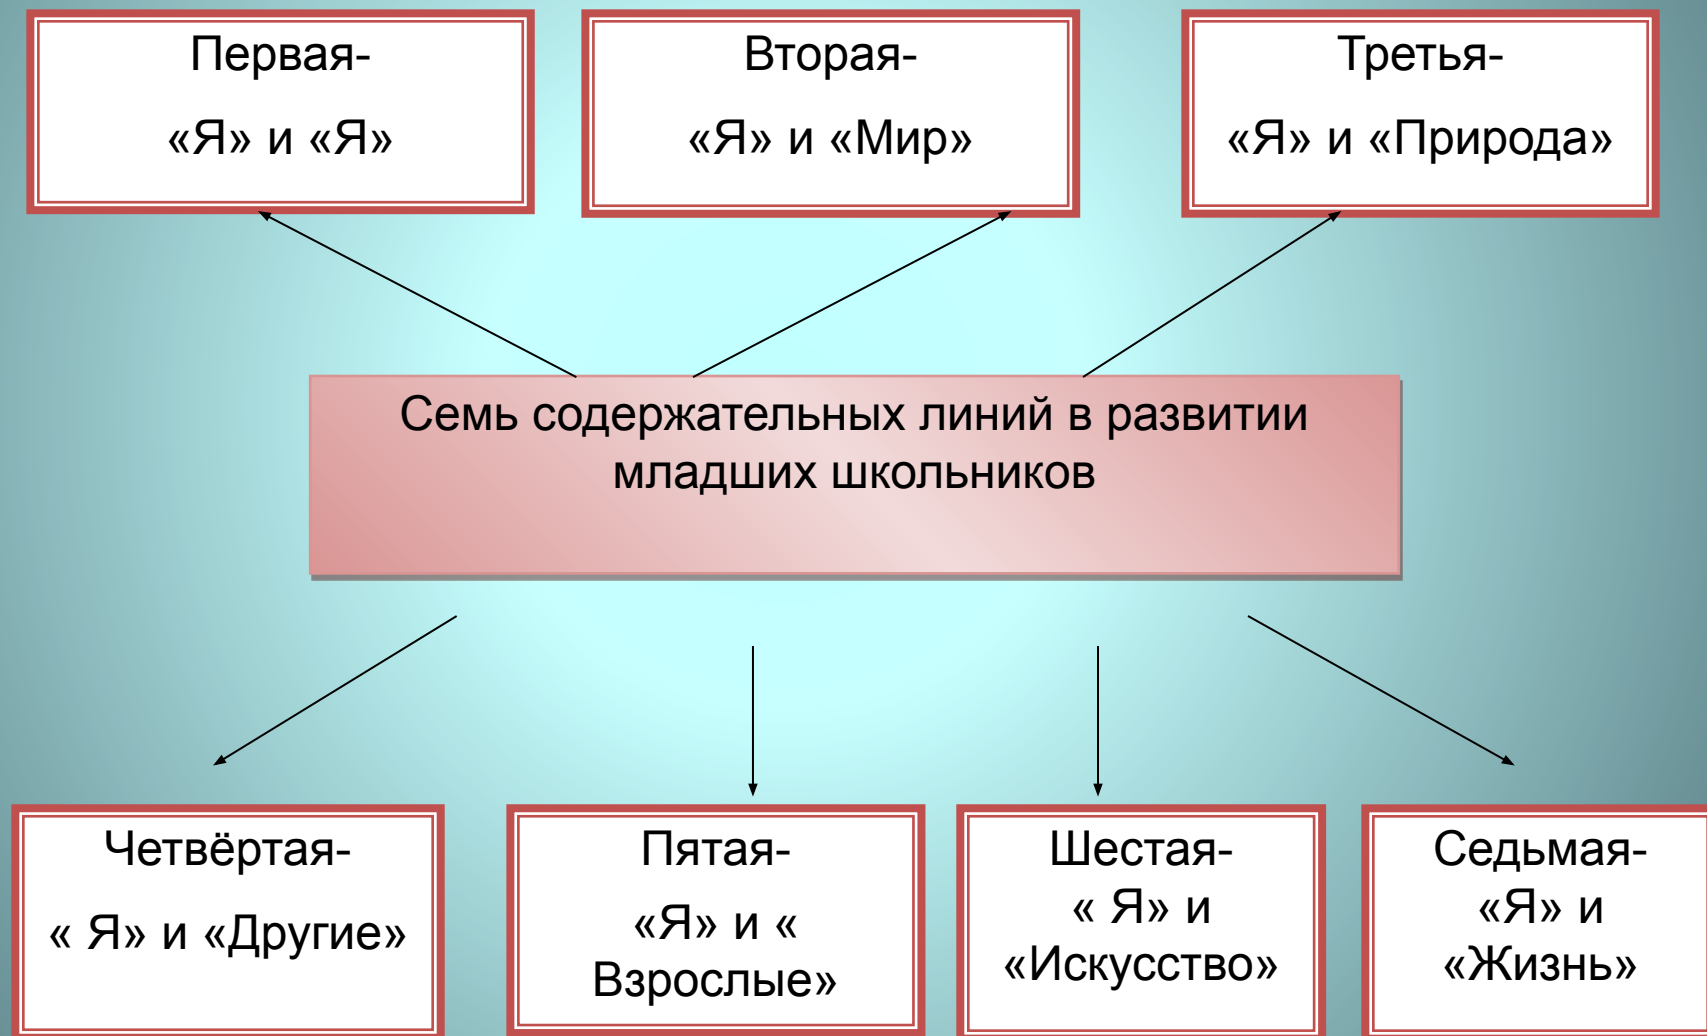 Первая-
«Я» и «Я»
Вторая-
«Я» и «Мир»
Третья-
«Я» и «Природа»
Семь содержательных линий в развитии
младших школьников
Четвёртая-
« Я» и «Другие»
Пятая-
«Я» и «
Взрослые»
Шестая-
« Я» и
«Искусство»
Седьмая-
«Я» и
«Жизнь»